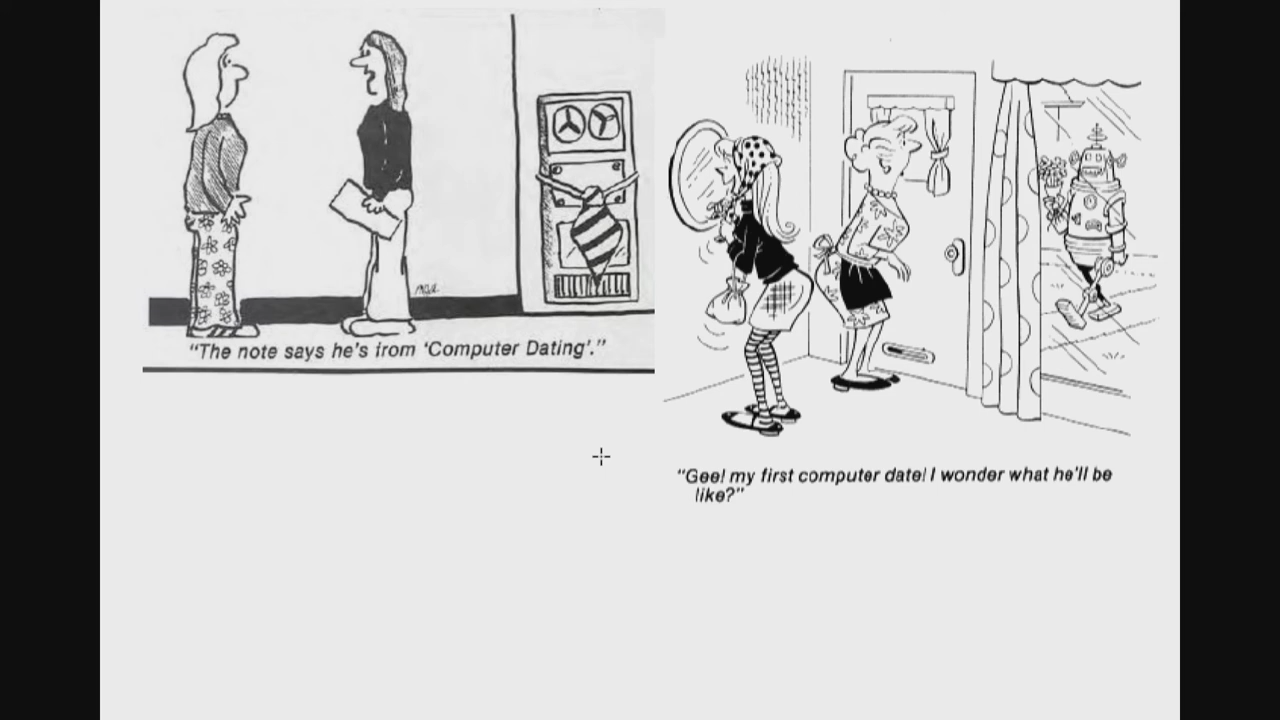 "The note says he's from 'Computer Dating'."
"Gee! my first computer date! I wonder what he'll be
like?"